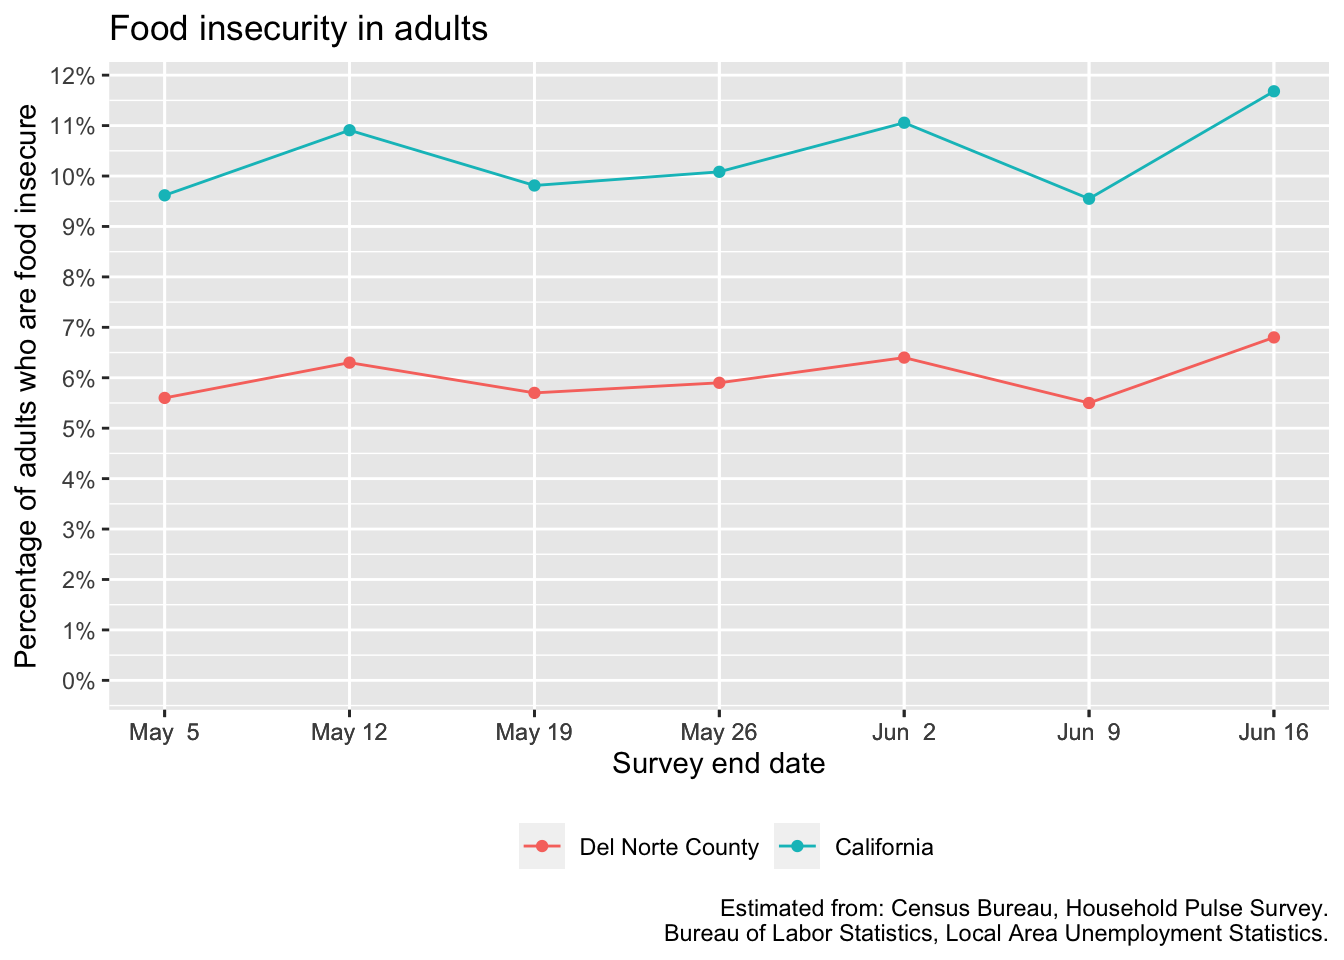 Food insecurity in adults
Percentage of adults who are food insecure
12%
11%
10%
9%
8%
7%
6%
5%
4%
3%
2%
1%
0%
May  5
May 12
May 19
May 26
Jun  2
Jun  9
Jun 16
Survey end date
Del Norte County
California
Estimated from: Census Bureau, Household Pulse Survey.
Bureau of Labor Statistics, Local Area Unemployment Statistics.